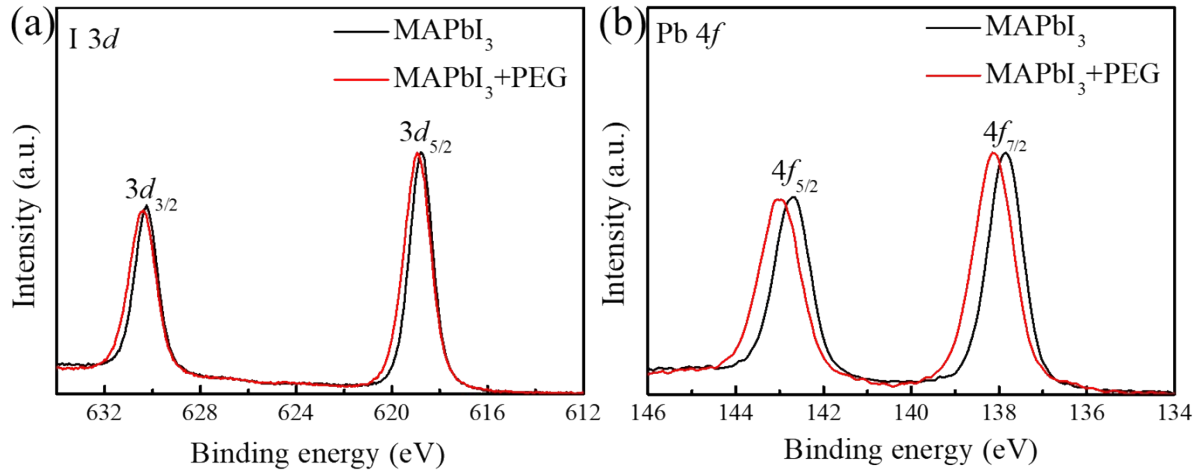 (a)
I 3d
MAPbI₃
MAPbI₃+PEG
3d₅/₂
3d₃/₂
Intensity (a.u.)
632 628 624 620 616 612
Binding energy (eV)
(b)
Pb 4f
MAPbI₃
MAPbI₃+PEG
4f₇/₂
4f₅/₂
Intensity (a.u.)
146 144 142 140 138 136 134
Binding energy (eV)